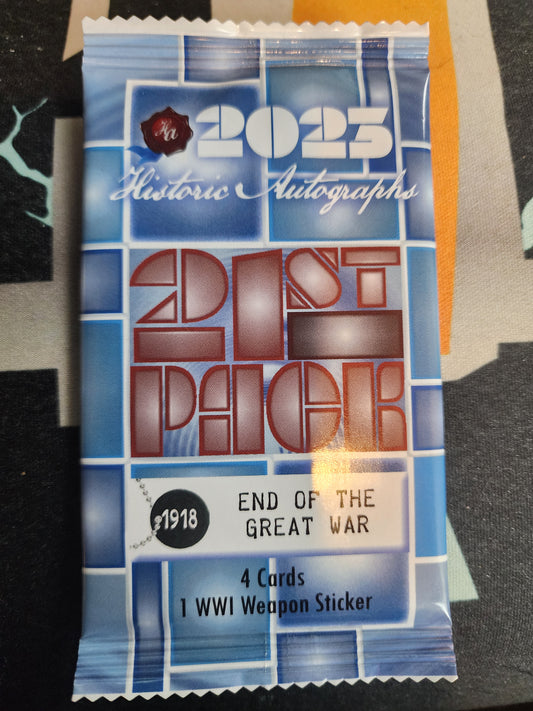 HA 2023
Historic Autographs
21ST
PACK
1918
END OF THE
GREAT WAR
4 Cards
1 WWI Weapon Sticker